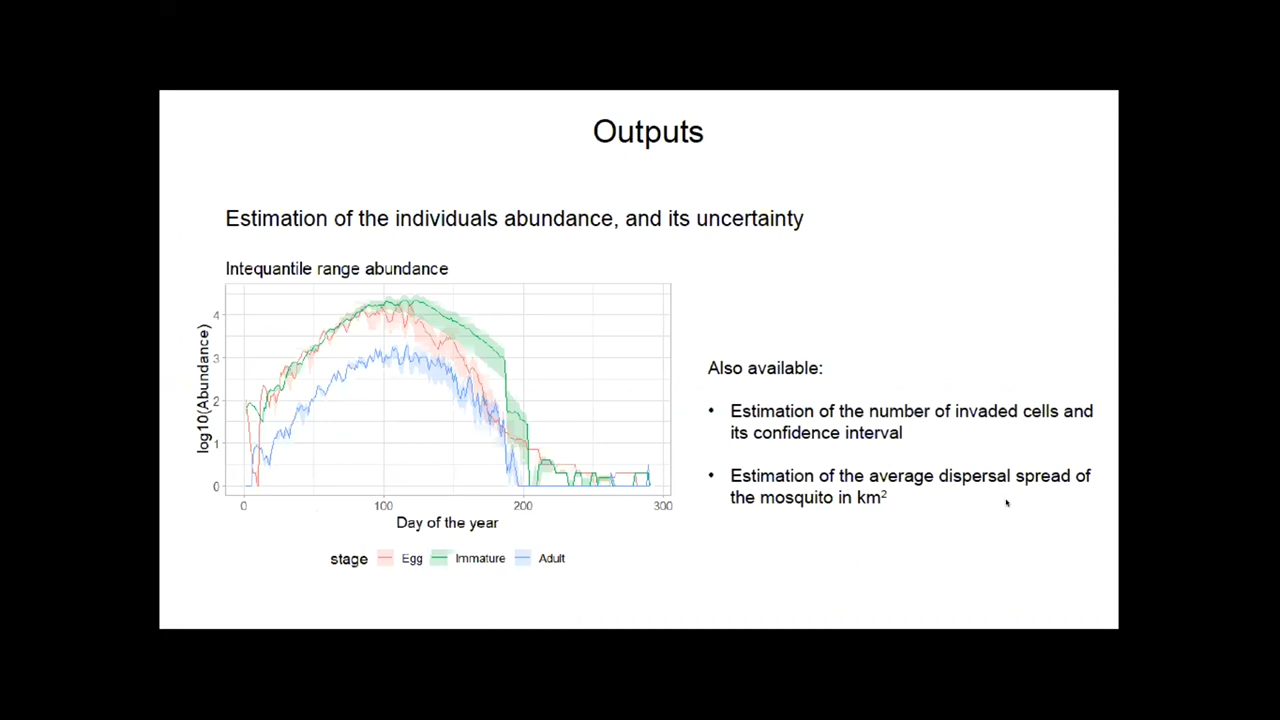 Outputs
Estimation of the individuals abundance, and its uncertainty
Intequantile range abundance
log10(Abundance)
4
3
2
1
0
0
100
200
300
Day of the year
stage
Egg
Immature
Adult
Also available:
• Estimation of the number of invaded cells and
its confidence interval
• Estimation of the average dispersal spread of
the mosquito in km²